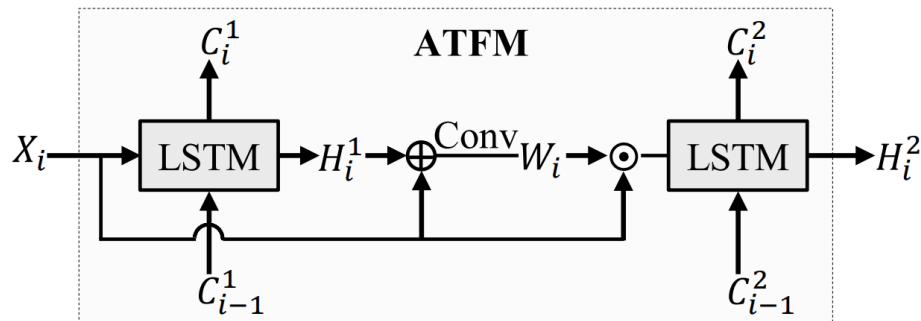 C_i^1 ATFM C_i^2
X_i LSTM H_i^1 ⊕ Conv W_i ⊙ LSTM H_i^2
C_{i-1}^1 C_{i-1}^2